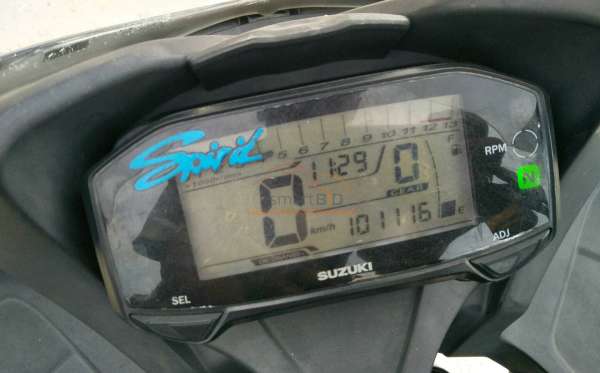 Spirit
5 6 7 8 9 10 11 12 13
11:29
0
GEAR
F
RPM
N
smartBD
0
km/h
101116
E
ADJ
SUZUKI
SEL